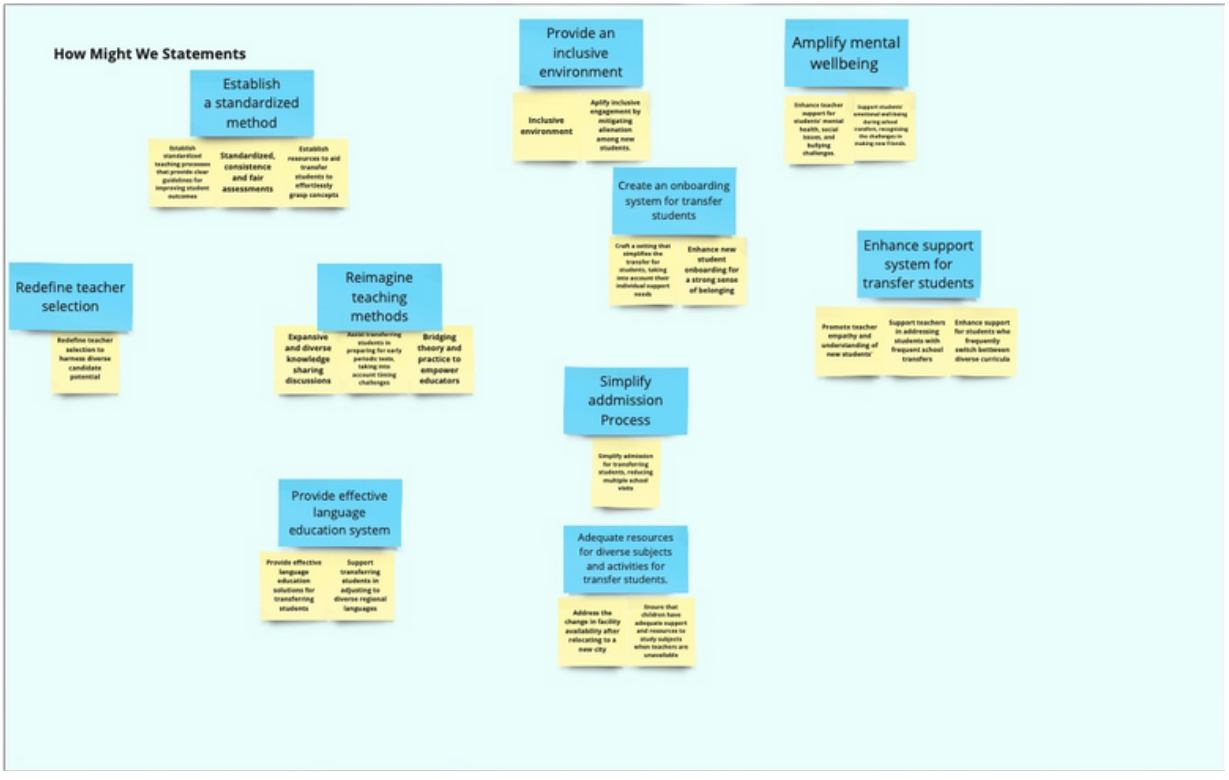 How Might We Statements
Establish
a standardized
method
Establish
standardized
teaching processes
that provide clear
guidelines for
improving student
outcomes
Standardized,
consistence
and fair
assessments
Establish
resources to aid
transfer
students to
effortlessly
grasp concepts
Provide an
inclusive
environment
Inclusive
environment
Aplify inclusive
engagement by
mitigating
alienation
among new
students.
Amplify mental
wellbeing
Enhance teacher
support for
students' mental
health, social
issues, and
bullying
challenges.
Support students'
emotional well-being
during school
transfers, recognizing
the challenges in
making new friends.
Create an onboarding
system for transfer
students
Craft a setting that
simplifies the
transfer for
students, taking
into account their
individual support
needs
Enhance new
student
onboarding for
a strong sense
of belonging
Enhance support
system for
transfer students
Promote teacher
empathy and
understanding of
new students'
Support teachers
in addressing
students with
frequent school
transfers
Enhance support
for students who
frequently
switch between
diverse curricula
Redefine teacher
selection
Redefine teacher
selection to
harness diverse
candidate
potential
Reimagine
teaching
methods
Expansive
and diverse
knowledge
sharing
discussions
Assist transferring
students in
preparing for early
periodic tests,
taking into
account timing
challenges
Bridging
theory and
practice to
empower
educators
Simplify
addmission
Process
Simplify admission
for transferring
students, reducing
multiple school
visits
Provide effective
language
education system
Provide effective
language
education
solutions for
transferring
students
Support
transferring
students in
adjusting to
diverse regional
languages
Adequate resources
for diverse subjects
and activities for
transfer students.
Address the
change in facility
availability after
relocating to a
new city
Ensure that
children have
adequate support
and resources to
study subjects
when teachers are
unavailable